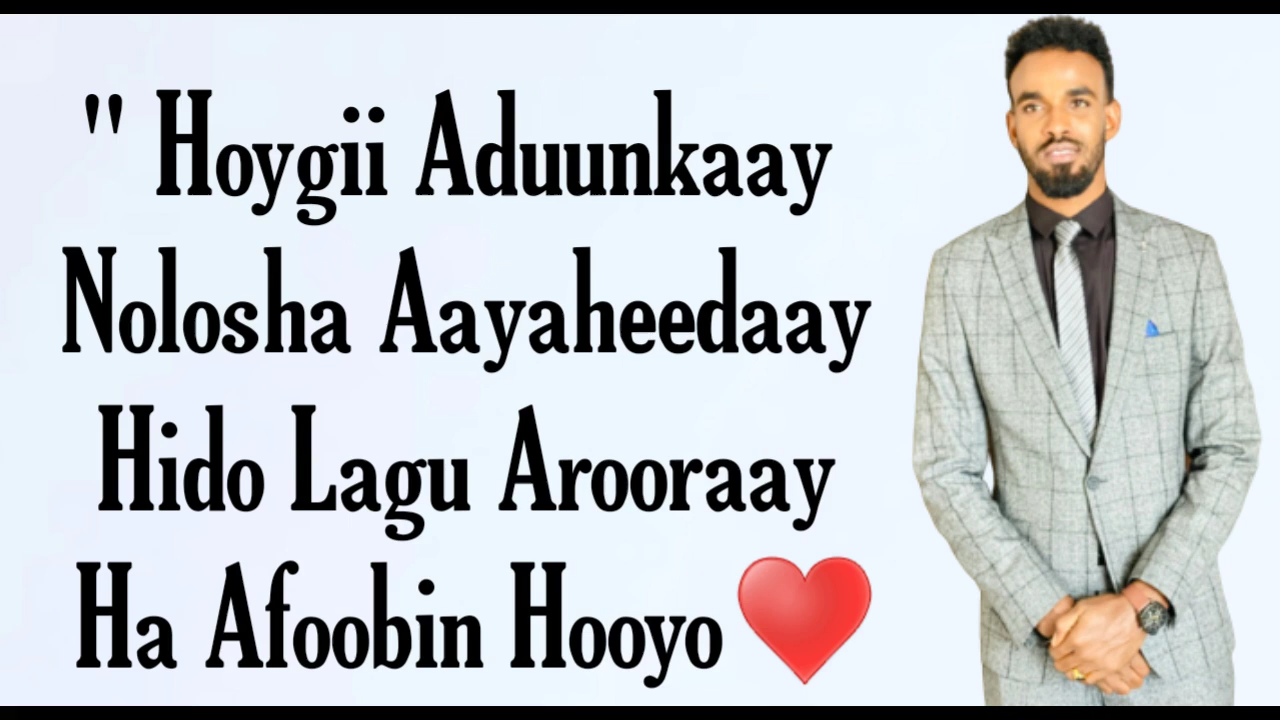 " Hoygii Aduunkaay
Nolosha Aayaheedaay
Hido Lagu Arooraay
Ha Afoobin Hooyo ♥